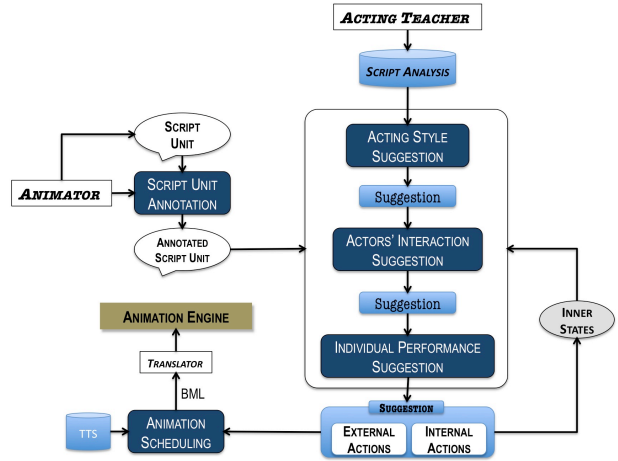 ACTING TEACHER
SCRIPT ANALYSIS
SCRIPT
UNIT
ACTING STYLE
SUGGESTION
ANIMATOR
SCRIPT UNIT
ANNOTATION
Suggestion
ANNOTATED
SCRIPT UNIT
ACTORS' INTERACTION
SUGGESTION
Suggestion
ANIMATION ENGINE
INNER
STATES
INDIVIDUAL PERFORMANCE
SUGGESTION
TRANSLATOR
BML
SUGGESTION
TTS
ANIMATION
SCHEDULING
EXTERNAL
ACTIONS
INTERNAL
ACTIONS